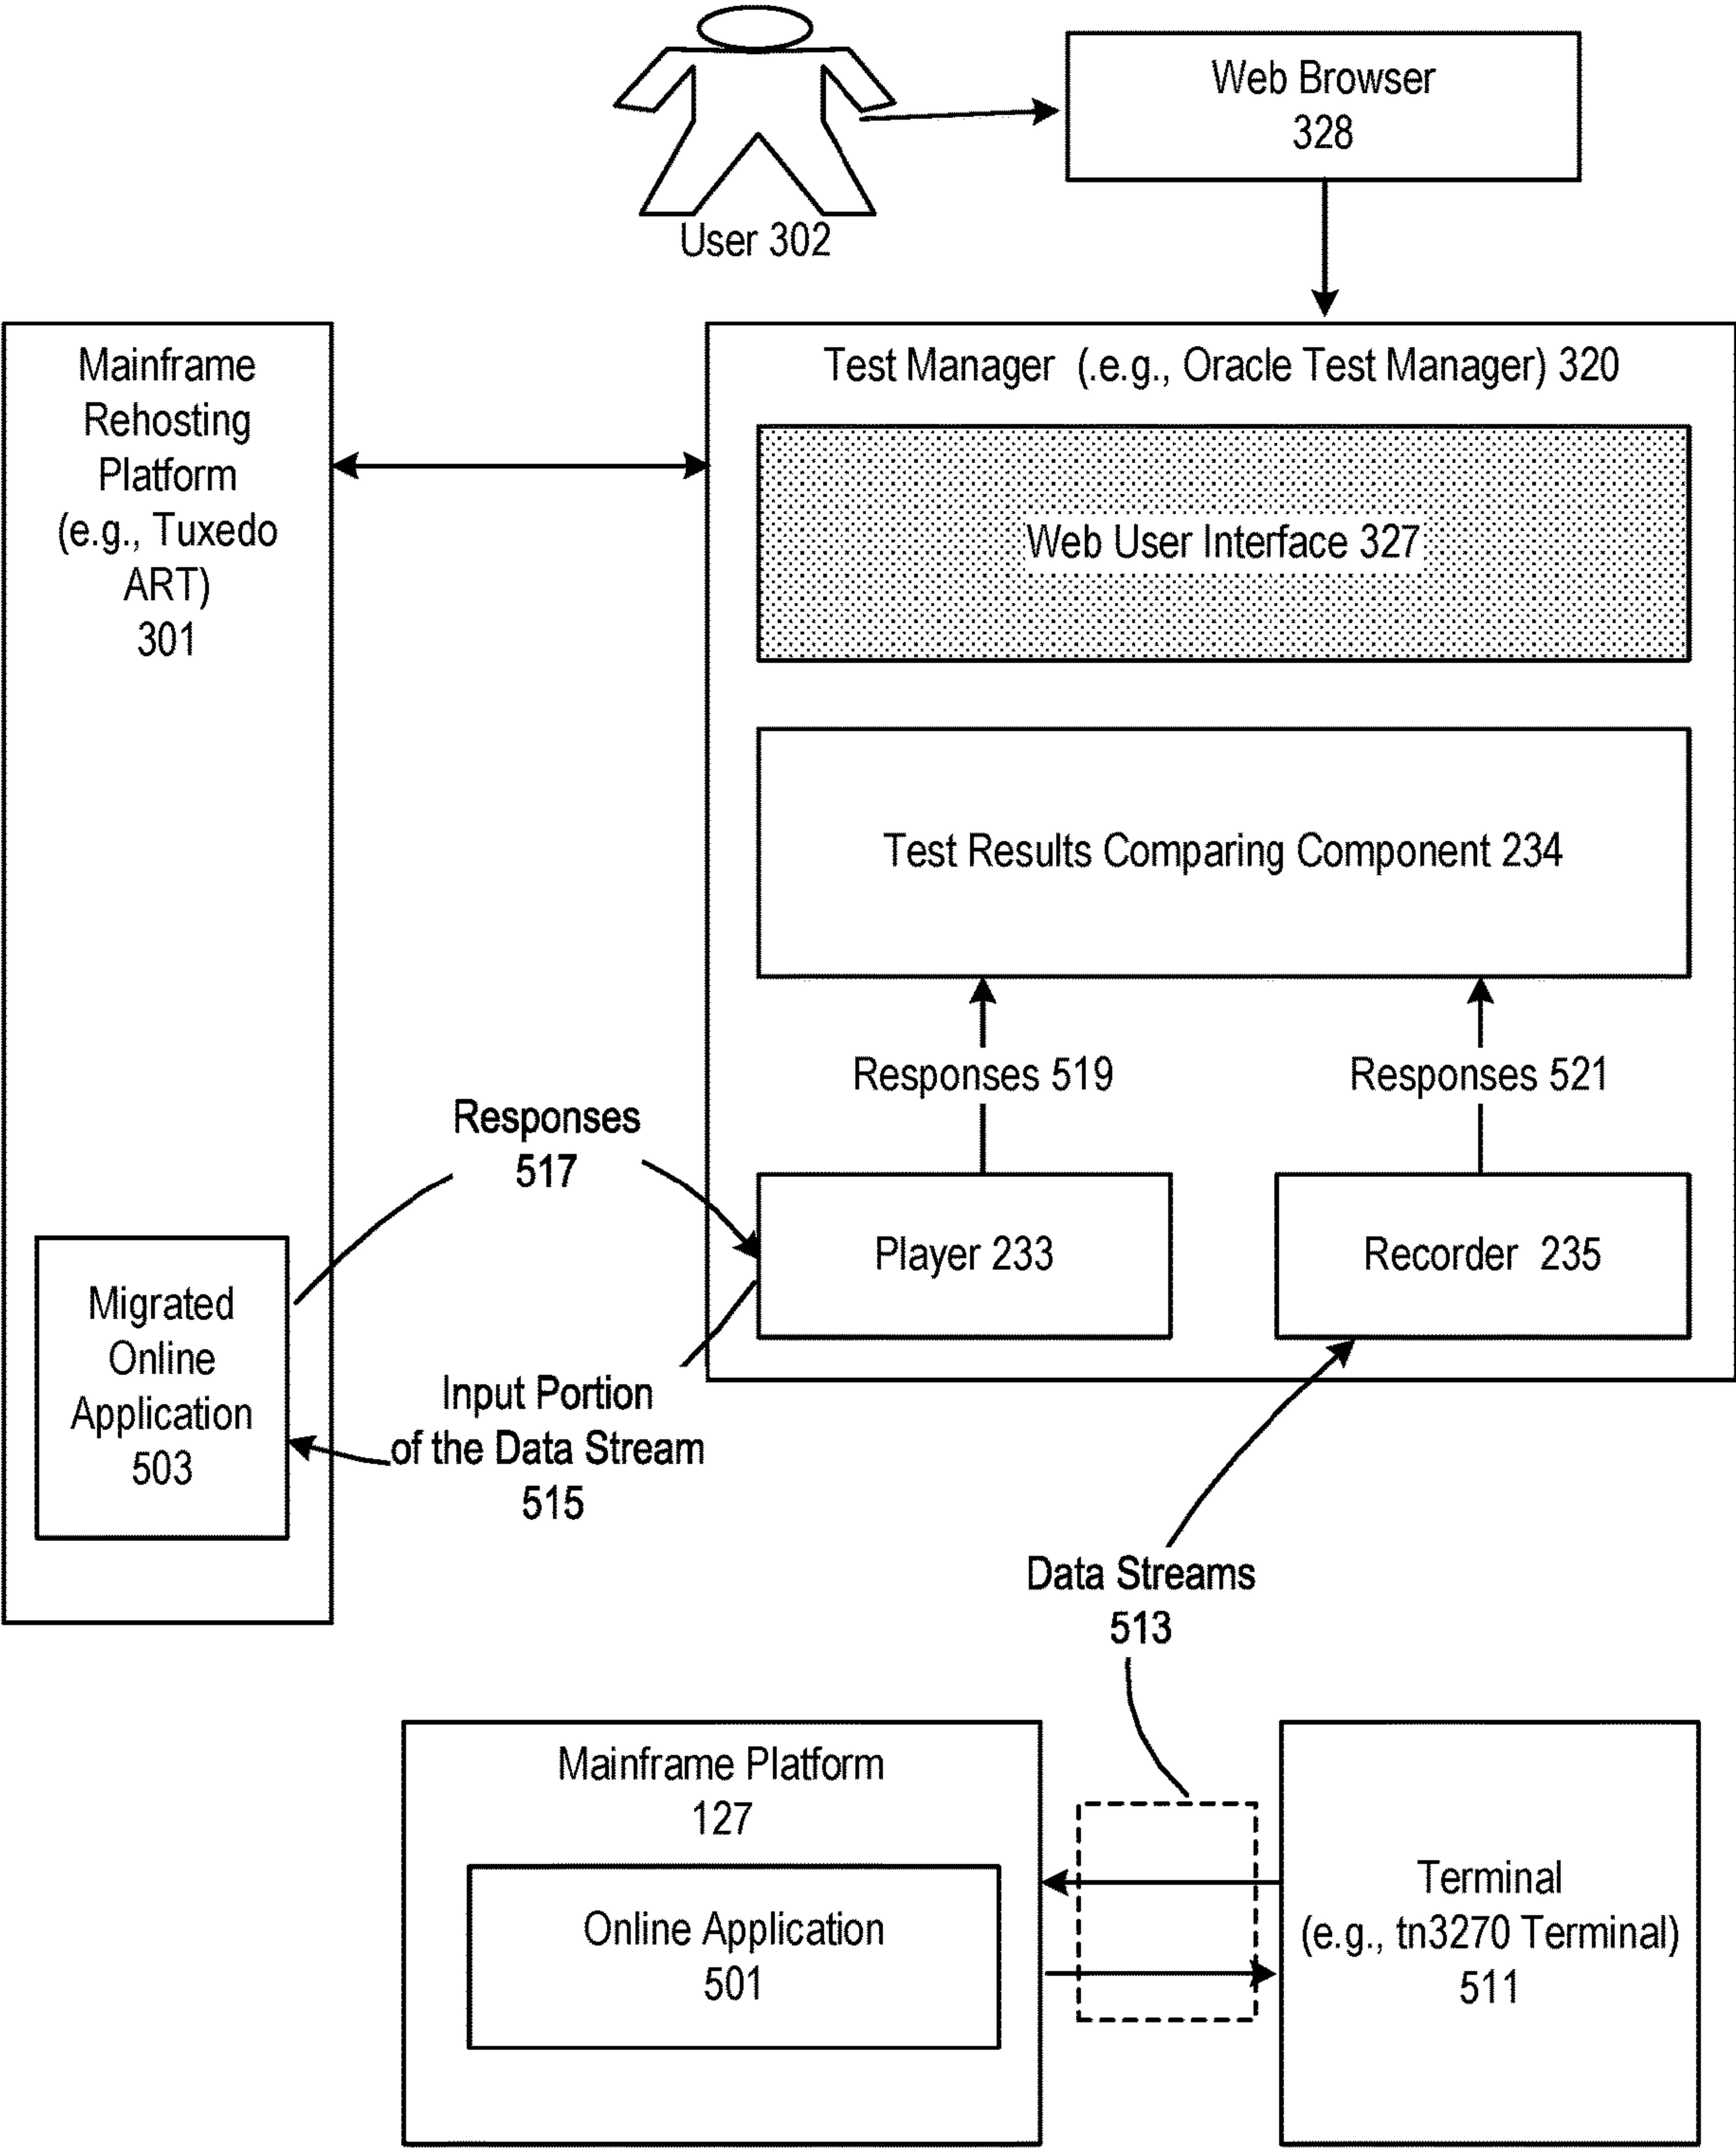 Web Browser
328
User 302
Mainframe
Rehosting
Platform
(e.g., Tuxedo
ART)
301
Test Manager (.e.g., Oracle Test Manager) 320
Web User Interface 327
Test Results Comparing Component 234
Responses 519
Responses 521
Responses
517
Player 233
Recorder 235
Migrated
Online
Application
503
Input Portion
of the Data Stream
515
Data Streams
513
Mainframe Platform
127
Online Application
501
Terminal
(e.g., tn3270 Terminal)
511